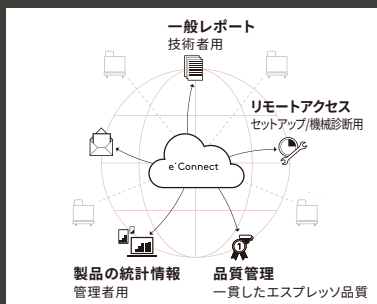 一般レポート
技術者用
リモートアクセス
セットアップ/機械診断用
e'Connect
1
製品の統計情報
管理者用
品質管理
一貫したエスプレッソ品質